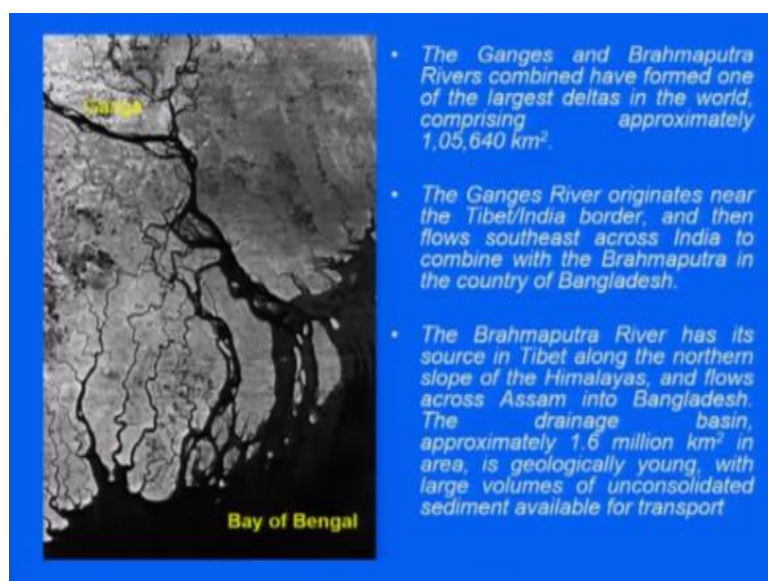 Ganga
Bay of Bengal
• The Ganges and Brahmaputra
Rivers combined have formed one
of the largest deltas in the world,
comprising approximately
1,05,640 km².
• The Ganges River originates near
the Tibet/India border, and then
flows southeast across India to
combine with the Brahmaputra in
the country of Bangladesh.
• The Brahmaputra River has its
source in Tibet along the northern
slope of the Himalayas, and flows
across Assam into Bangladesh.
The drainage basin,
approximately 1.6 million km² in
area, is geologically young, with
large volumes of unconsolidated
sediment available for transport